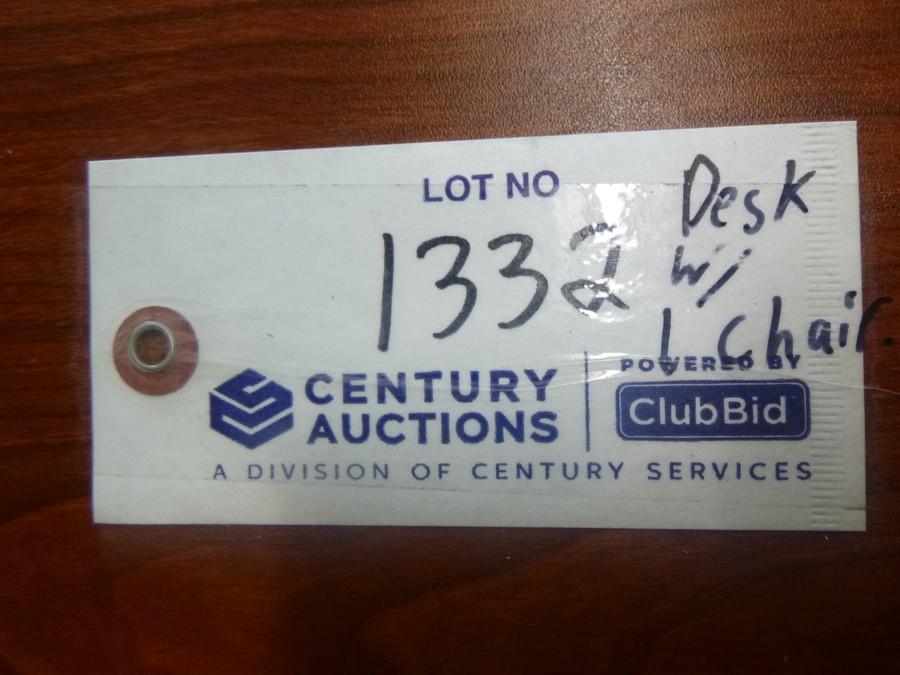 LOT NO
1332
Desk
w/
1 Chair.
CENTURY
AUCTIONS
POWERED BY
ClubBid
A DIVISION OF CENTURY SERVICES